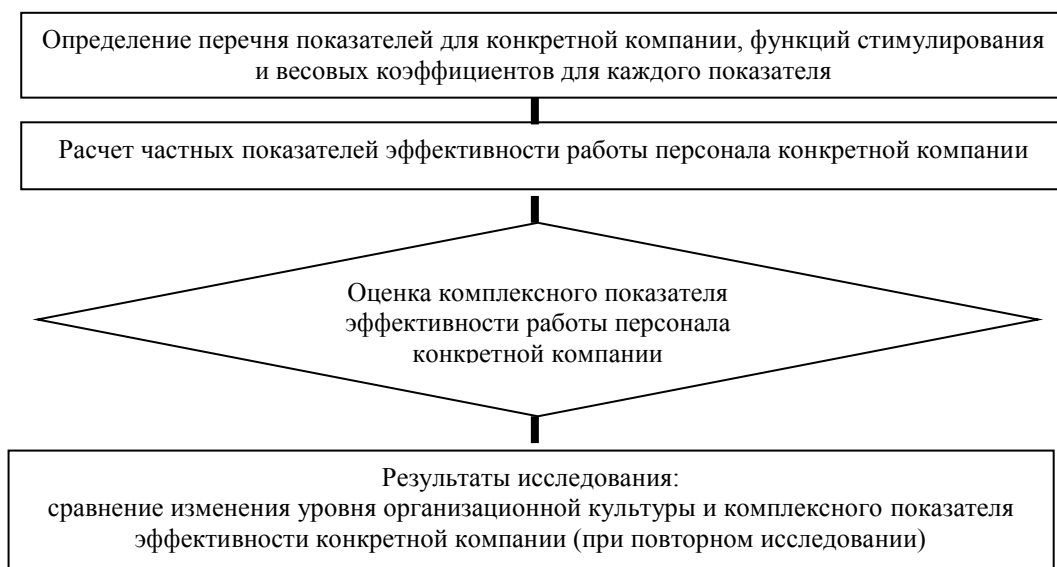 Определение перечня показателей для конкретной компании, функций стимулирования
и весовых коэффициентов для каждого показателя
Расчет частных показателей эффективности работы персонала конкретной компании
Оценка комплексного показателя
эффективности работы персонала
конкретной компании
Результаты исследования:
сравнение изменения уровня организационной культуры и комплексного показателя
эффективности конкретной компании (при повторном исследовании)